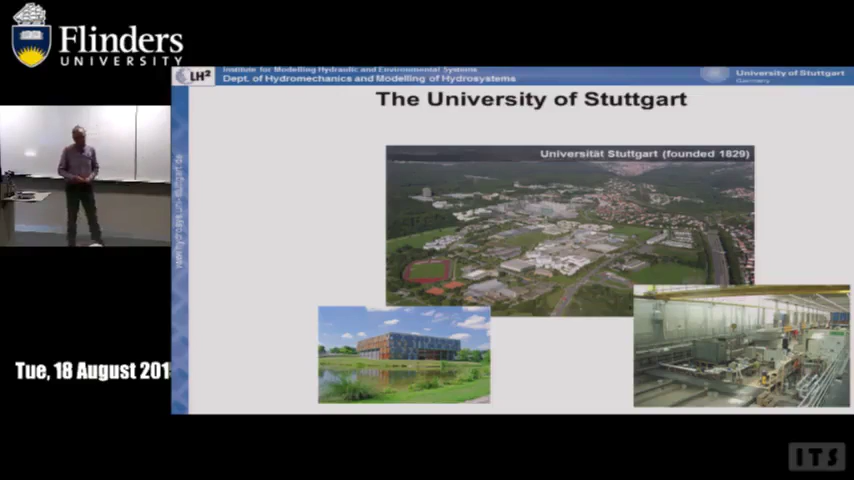 Flinders
UNIVERSITY
LH²
Institute for Modelling Hydraulic and Environmental Systems
Dept. of Hydromechanics and Modelling of Hydrosystems
University of Stuttgart
Germany
The University of Stuttgart
Universität Stuttgart (founded 1829)
Tue, 18 August 201
ITS